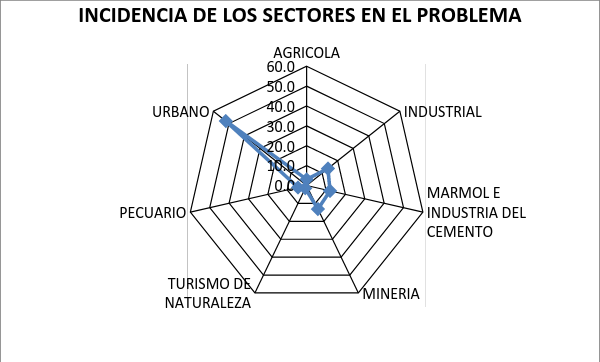 INCIDENCIA DE LOS SECTORES EN EL PROBLEMA
AGRICOLA
60.0
50.0
40.0
30.0
20.0
10.0
0.0
INDUSTRIAL
MARMOL E
INDUSTRIA DEL
CEMENTO
MINERIA
TURISMO DE
NATURALEZA
PECUARIO
URBANO